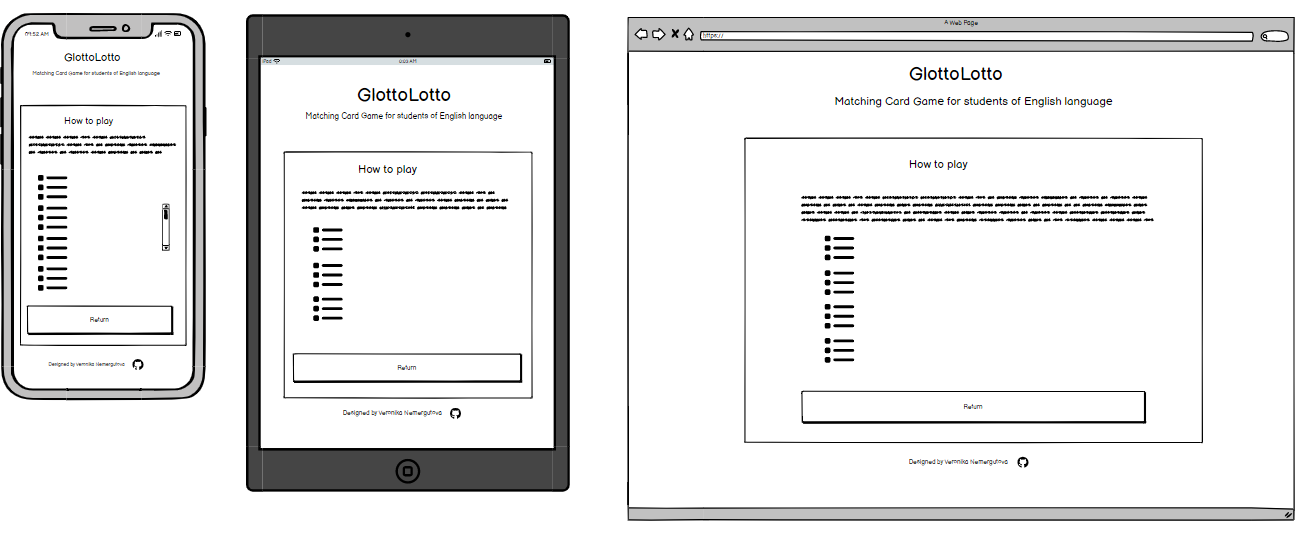 09:52 AM
GlottoLotto
Matching Card Game for students of English language
How to play
Return
Designed by Veronika Nemergutova
iPad
GlottoLotto
Matching Card Game for students of English language
How to play
Return
Designed by Veronika Nemergutova
A Web Page
https://
GlottoLotto
Matching Card Game for students of English language
How to play
Return
Designed by Veronika Nemergutova